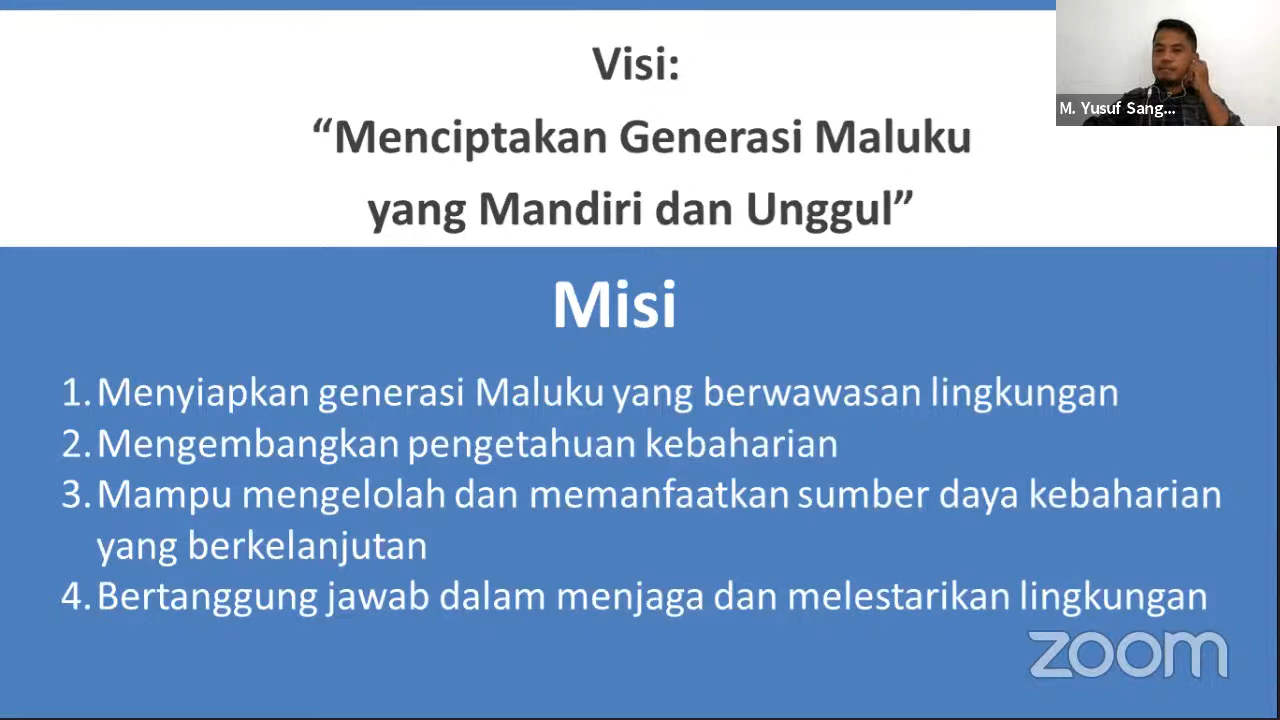 Visi:
“Menciptakan Generasi Maluku
yang Mandiri dan Unggul”
M. Yusuf Sang...
Misi
1. Menyiapkan generasi Maluku yang berwawasan lingkungan
2. Mengembangkan pengetahuan kebaharian
3. Mampu mengelolah dan memanfaatkan sumber daya kebaharian
yang berkelanjutan
4. Bertanggung jawab dalam menjaga dan melestarikan lingkungan
zoom